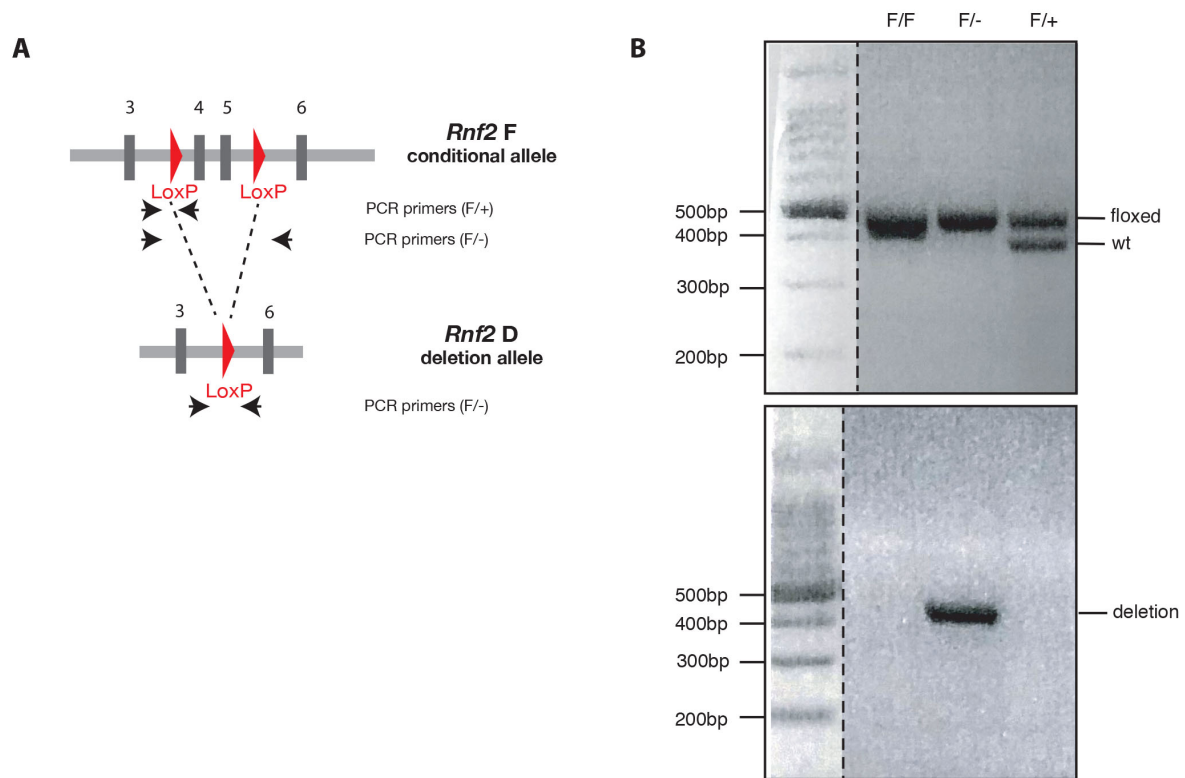 A
3 4 5 6
Rnf2 F
conditional allele
LoxP LoxP
PCR primers (F/+)
PCR primers (F/-)
3 6
Rnf2 D
deletion allele
LoxP
PCR primers (F/-)
B
F/F F/- F/+
500bp
400bp
300bp
200bp
floxed
wt
500bp
400bp
300bp
200bp
deletion